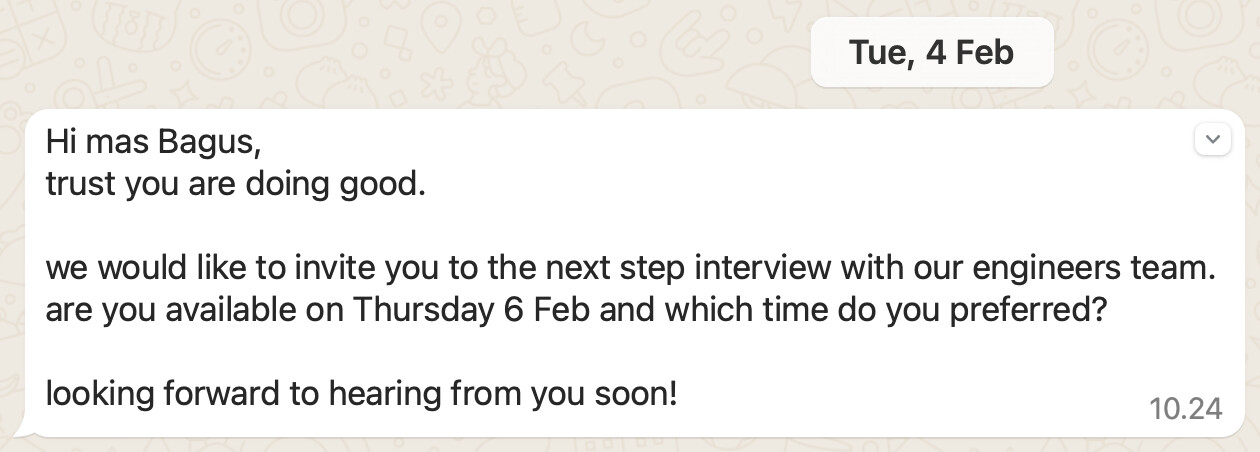 Tue, 4 Feb
Hi mas Bagus,
trust you are doing good.
we would like to invite you to the next step interview with our engineers team.
are you available on Thursday 6 Feb and which time do you preferred?
looking forward to hearing from you soon!
10.24